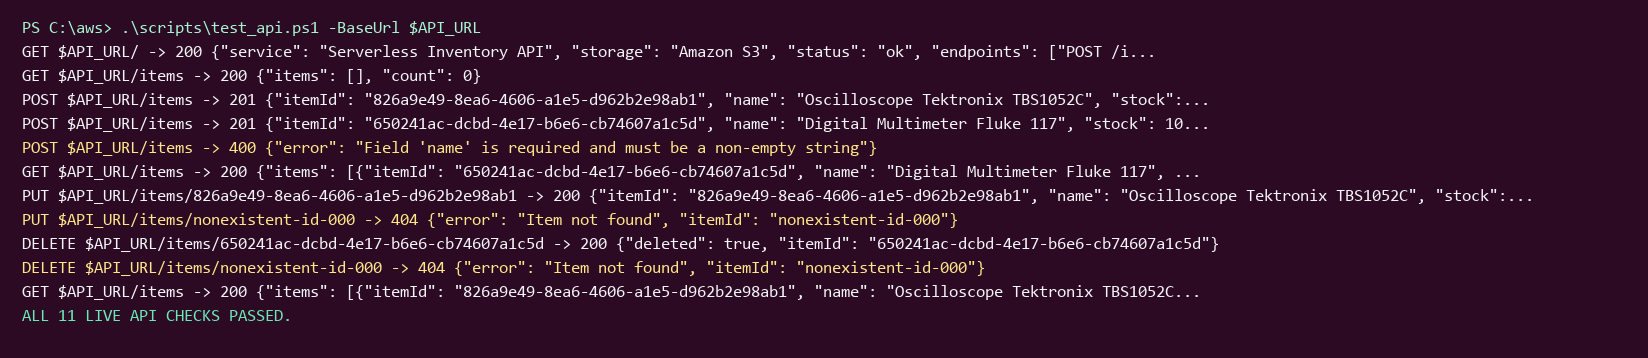 PS C:\aws> .\scripts\test_api.ps1 -BaseUrl $API_URL
GET $API_URL/ -> 200 {"service": "Serverless Inventory API", "storage": "Amazon S3", "status": "ok", "endpoints": ["POST /i...
GET $API_URL/items -> 200 {"items": [], "count": 0}
POST $API_URL/items -> 201 {"itemId": "826a9e49-8ea6-4606-a1e5-d962b2e98ab1", "name": "Oscilloscope Tektronix TBS1052C", "stock":...
POST $API_URL/items -> 201 {"itemId": "650241ac-dcbd-4e17-b6e6-cb74607a1c5d", "name": "Digital Multimeter Fluke 117", "stock": 10...
POST $API_URL/items -> 400 {"error": "Field 'name' is required and must be a non-empty string"}
GET $API_URL/items -> 200 {"items": [{"itemId": "650241ac-dcbd-4e17-b6e6-cb74607a1c5d", "name": "Digital Multimeter Fluke 117", ...
PUT $API_URL/items/826a9e49-8ea6-4606-a1e5-d962b2e98ab1 -> 200 {"itemId": "826a9e49-8ea6-4606-a1e5-d962b2e98ab1", "name": "Oscilloscope Tektronix TBS1052C", "stock":...
PUT $API_URL/items/nonexistent-id-000 -> 404 {"error": "Item not found", "itemId": "nonexistent-id-000"}
DELETE $API_URL/items/650241ac-dcbd-4e17-b6e6-cb74607a1c5d -> 200 {"deleted": true, "itemId": "650241ac-dcbd-4e17-b6e6-cb74607a1c5d"}
DELETE $API_URL/items/nonexistent-id-000 -> 404 {"error": "Item not found", "itemId": "nonexistent-id-000"}
GET $API_URL/items -> 200 {"items": [{"itemId": "826a9e49-8ea6-4606-a1e5-d962b2e98ab1", "name": "Oscilloscope Tektronix TBS1052C...
ALL 11 LIVE API CHECKS PASSED.